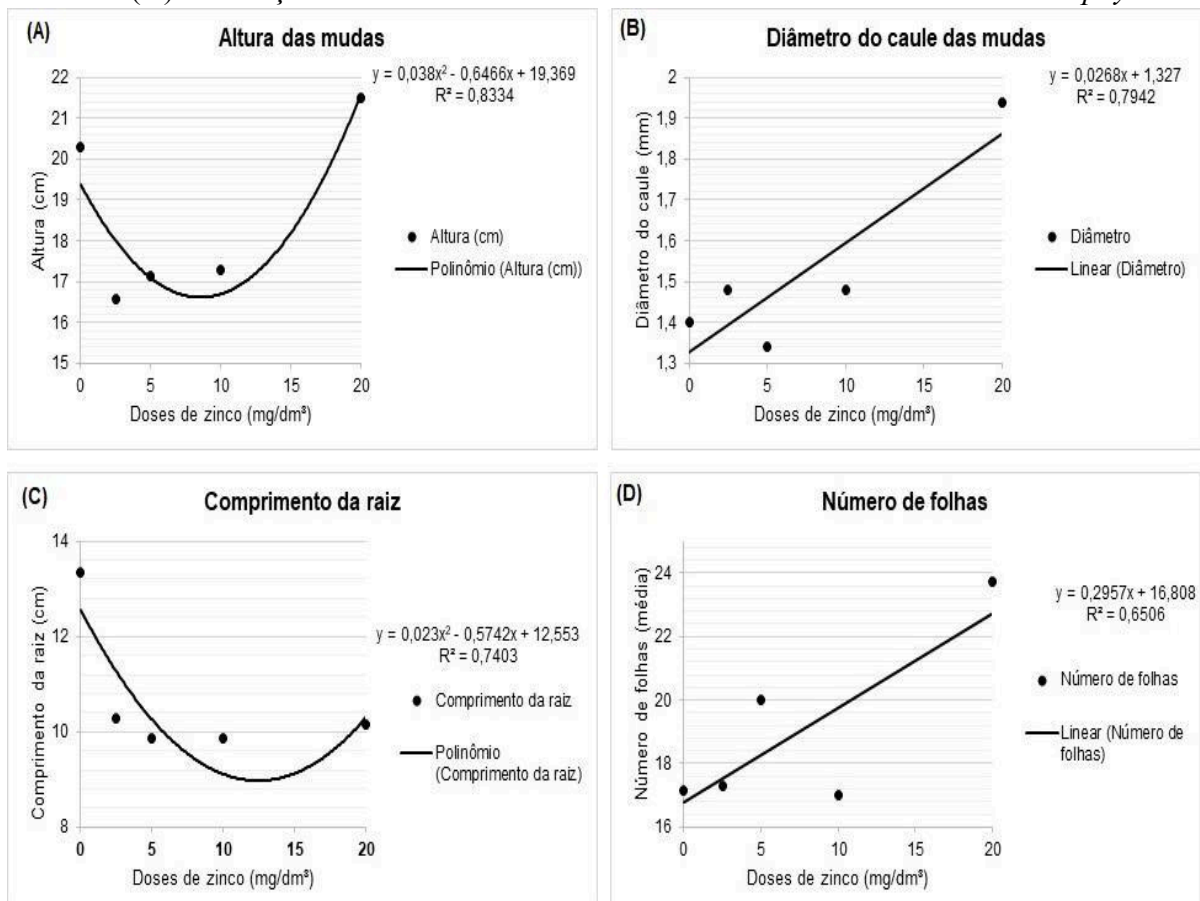 (A)
Altura das mudas
y = 0,038x² - 0,6466x + 19,369
R² = 0,8334
22
21
20
19
18
17
16
15
Altura (cm)
0 5 10 15 20
Doses de zinco (mg/dm³)
Altura (cm)
Polinômio (Altura (cm))
(B)
Diâmetro do caule das mudas
y = 0,0268x + 1,327
R² = 0,7942
2
1,9
1,8
1,7
1,6
1,5
1,4
1,3
Diâmetro do caule (mm)
0 5 10 15 20
Doses de zinco (mg/dm³)
Diâmetro
Linear (Diâmetro)
(C)
Comprimento da raiz
y = 0,023x² - 0,5742x + 12,553
R² = 0,7403
14
12
10
8
Comprimento da raiz (cm)
0 5 10 15 20
Doses de zinco (mg/dm³)
Comprimento da raiz
Polinômio
(Comprimento da raiz)
(D)
Número de folhas
y = 0,2957x + 16,808
R² = 0,6506
24
22
20
18
16
Número de folhas (média)
0 5 10 15 20
Doses de zinco (mg/dm³)
Número de folhas
Linear (Número de
folhas)